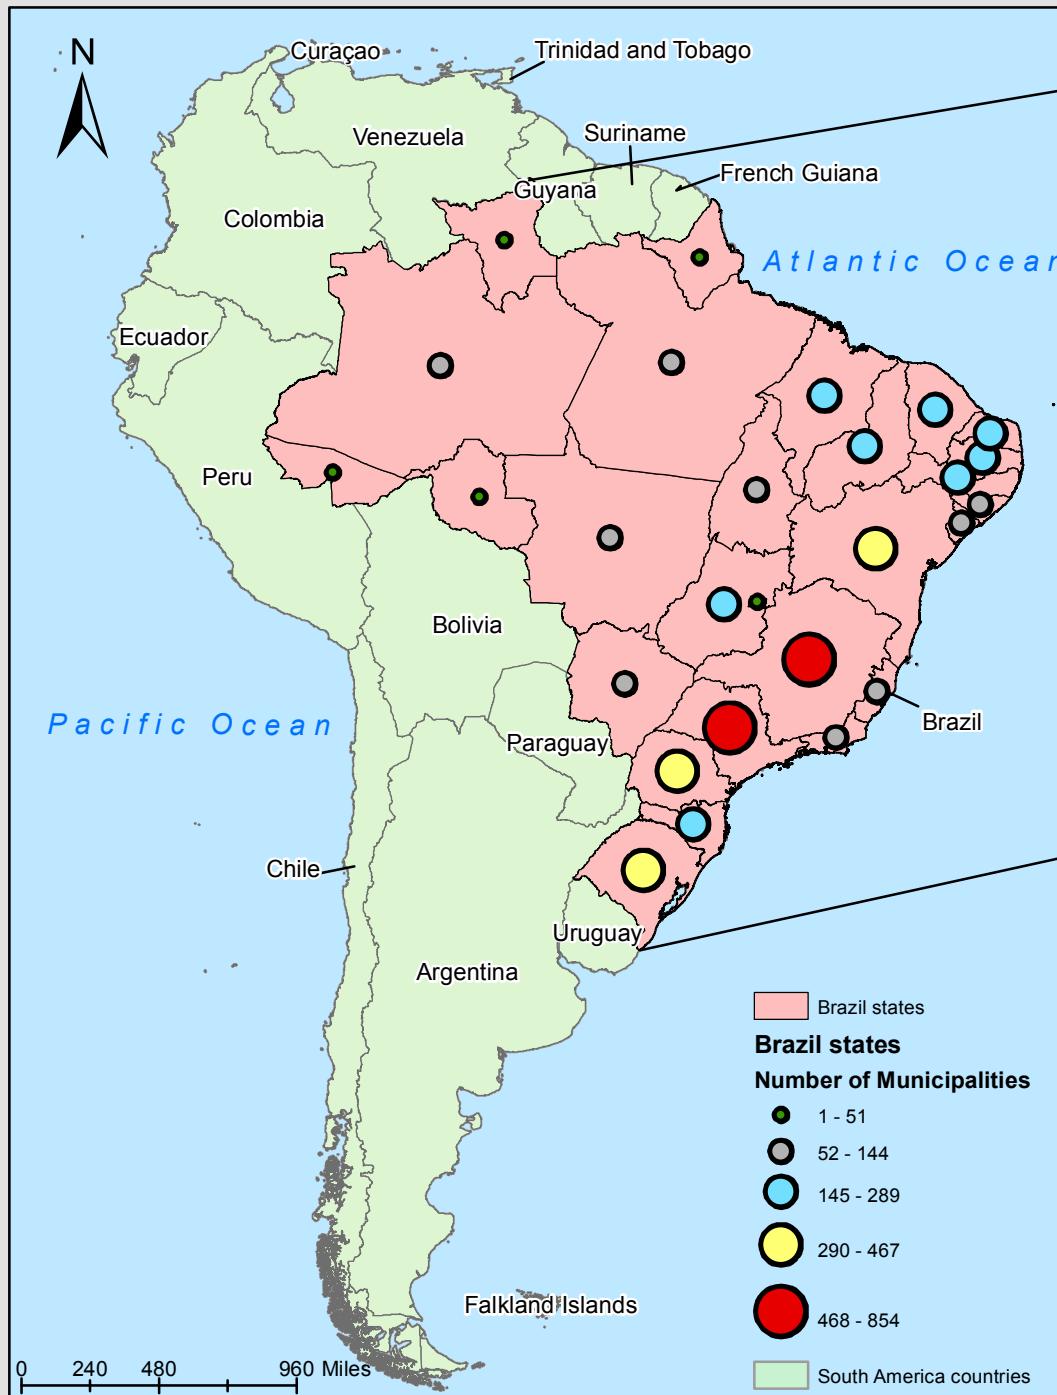 N
Curaçao
Trinidad and Tobago
Venezuela
Suriname
Guyana
French Guiana
Colombia
Atlantic Ocean
Ecuador
Peru
Bolivia
Pacific Ocean
Brazil
Paraguay
Chile
Uruguay
Argentina
Brazil states
Brazil states
Number of Municipalities
1 - 51
52 - 144
145 - 289
290 - 467
468 - 854
Falkland Islands
0 240 480 960 Miles
South America countries